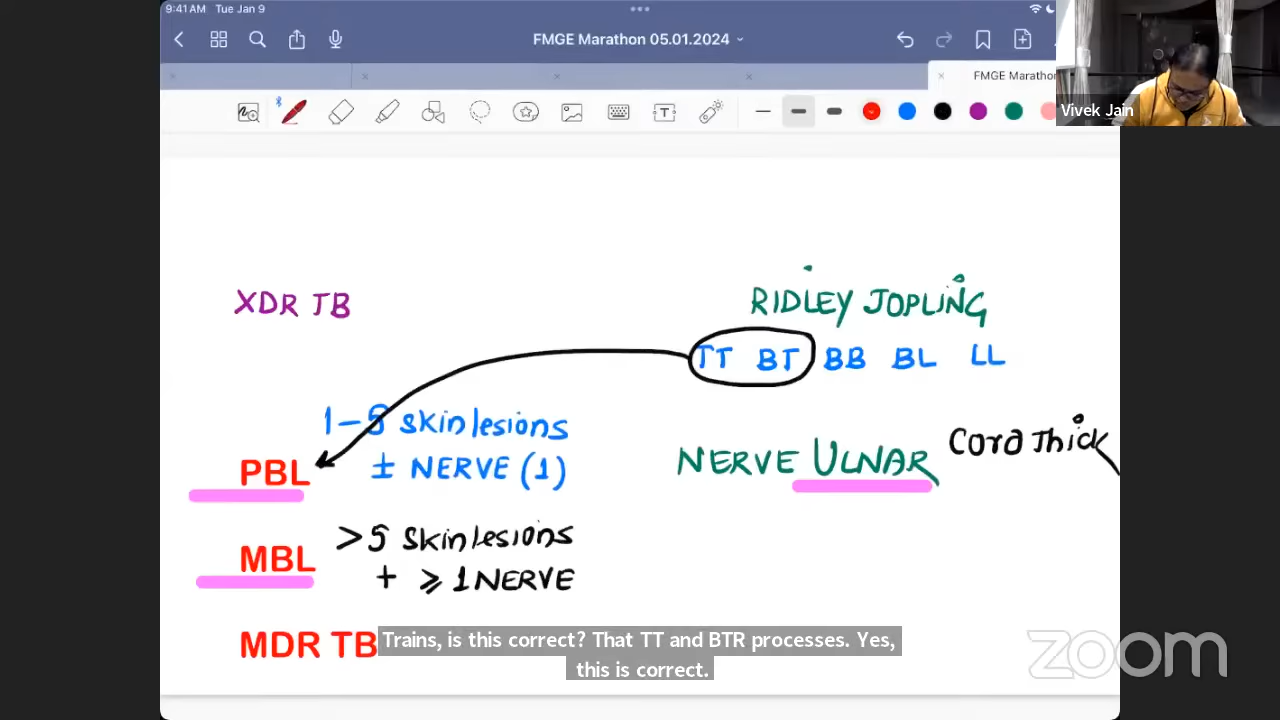 9:41 AM Tue Jan 9
FMGE Marathon 05.01.2024
FMGE Marathon
Vivek Jain
XDR TB
RIDLEY JOPLING
TT BT BB BL LL
1-5 skin lesions
PBL ± NERVE (1)
NERVE ULNAR Cord Thick
>5 skin lesions
MBL + ≥ 1 NERVE
MDR TB
Trains, is this correct? That TT and BTR processes. Yes,
this is correct.
zoom